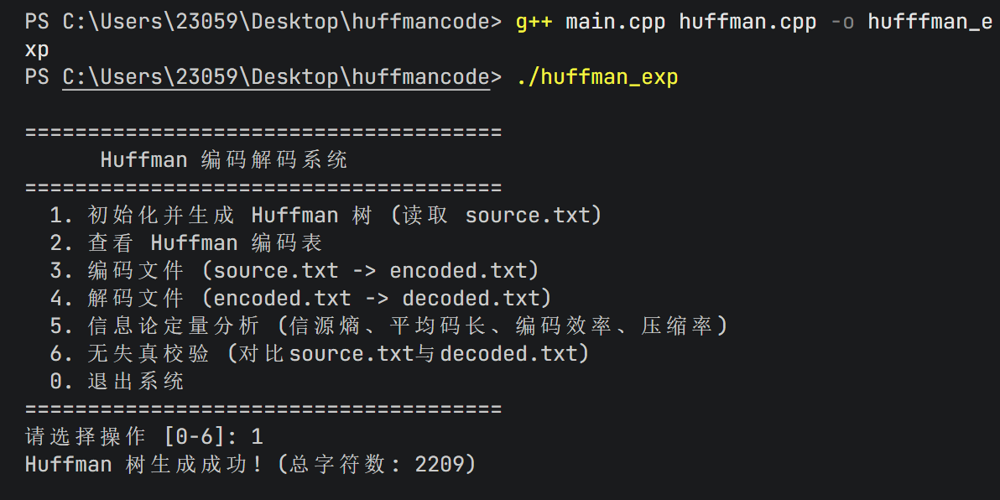 PS C:\Users\23059\Desktop\huffmancode> g++ main.cpp huffman.cpp -o hufffman_e
xp
PS C:\Users\23059\Desktop\huffmancode> ./huffman_exp
======================================
Huffman 编码解码系统
======================================
1. 初始化并生成 Huffman 树 (读取 source.txt)
2. 查看 Huffman 编码表
3. 编码文件 (source.txt -> encoded.txt)
4. 解码文件 (encoded.txt -> decoded.txt)
5. 信息论定量分析 (信源熵、平均码长、编码效率、压缩率)
6. 无失真校验 (对比source.txt与decoded.txt)
0. 退出系统
======================================
请选择操作 [0-6]: 1
Huffman 树生成成功! (总字符数: 2209)